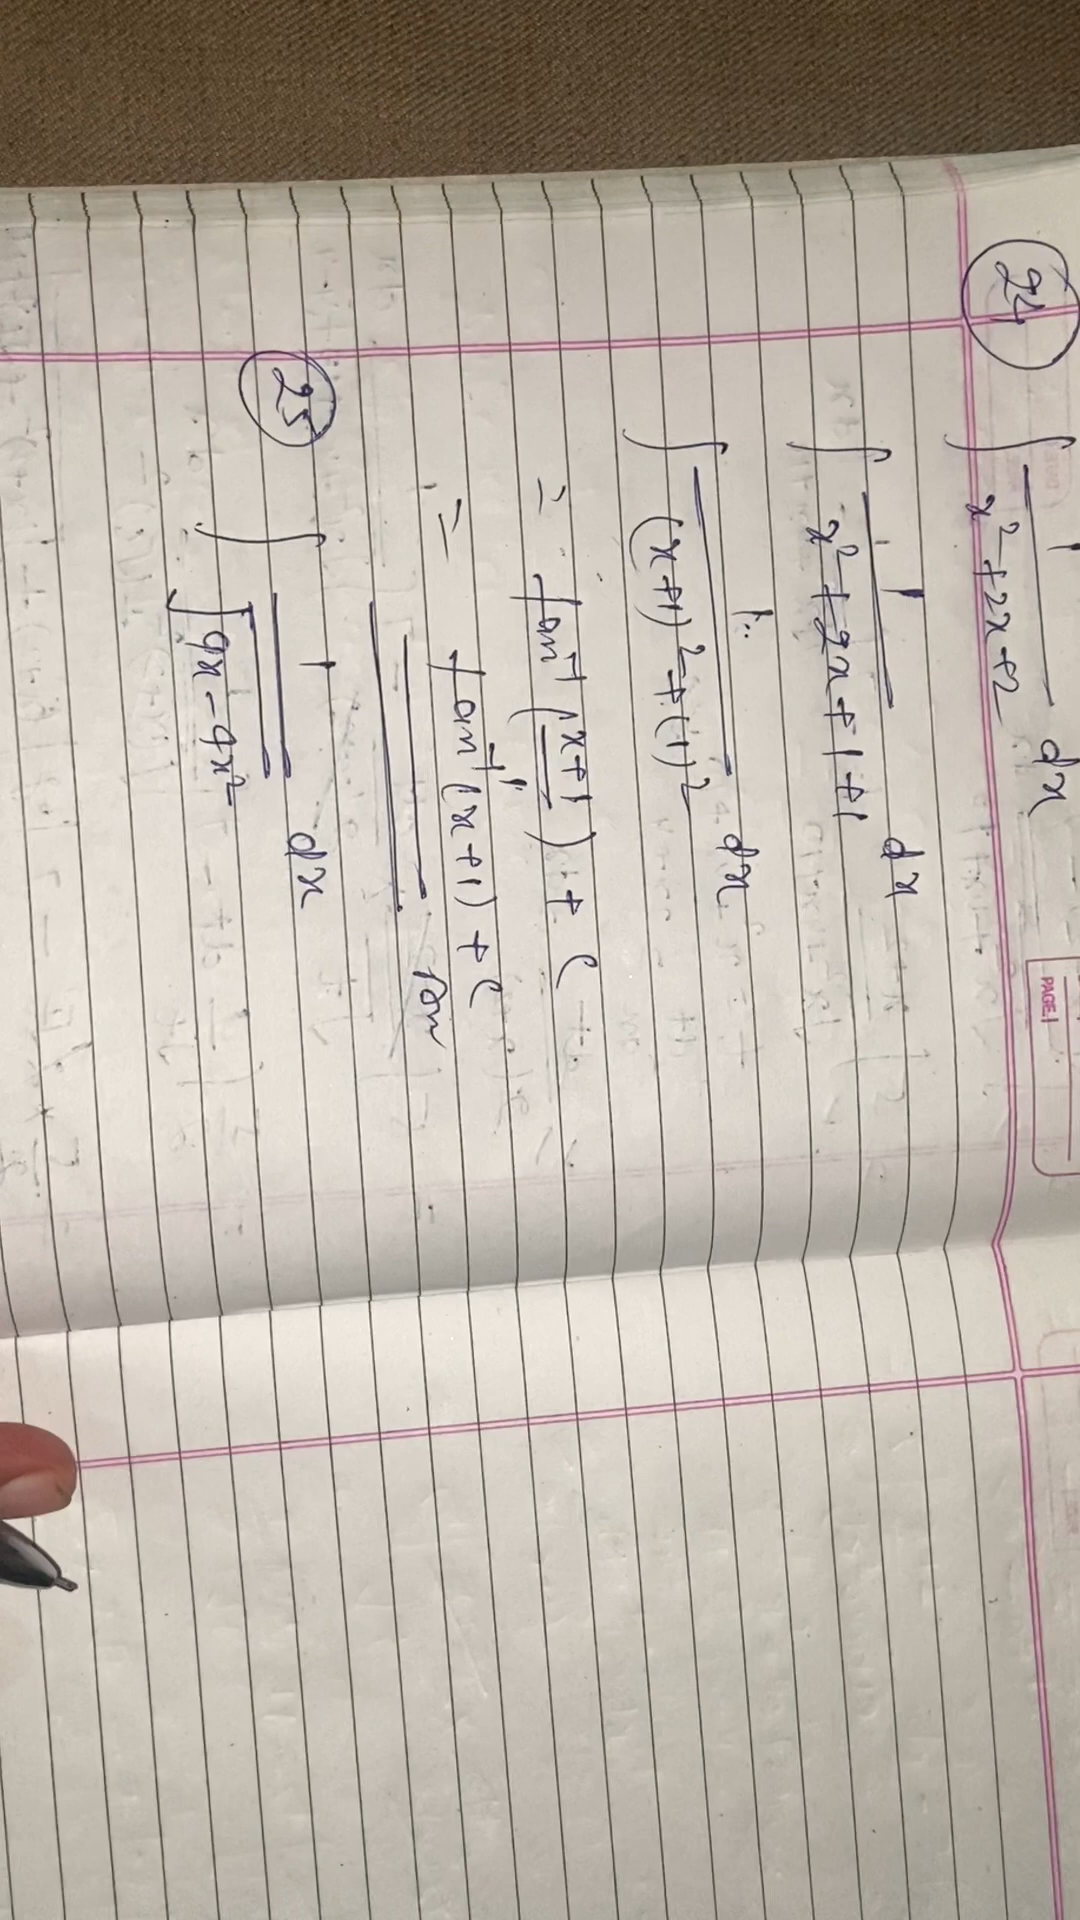 PAGE
24 ∫ 1/(x² + 2x + 2) dx
∫ 1/(x² + 2x + 1 + 1) dx
∫ 1/((x+1)² + (1)²) dx
= tan⁻¹ (x+1/1) + C
= tan⁻¹ (x+1) + C
25 ∫ 1/√(9x - 4x²) dx